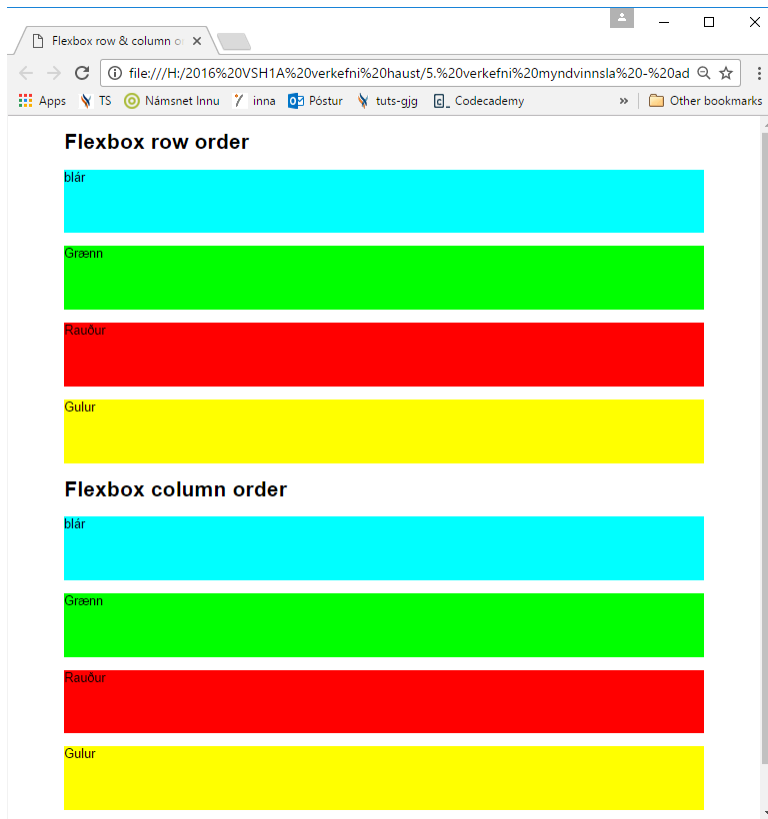 Flexbox row & column o
file:///H:/2016%20VSH1A%20verkefni%20haust/5.%20verkefni%20myndvinnsla%20-%20ad
Apps TS Námsnet Innu inna Póstur tuts-gjg Codecademy » Other bookmarks
Flexbox row order
blár
Grænn
Rauður
Gulur
Flexbox column order
blár
Grænn
Rauður
Gulur